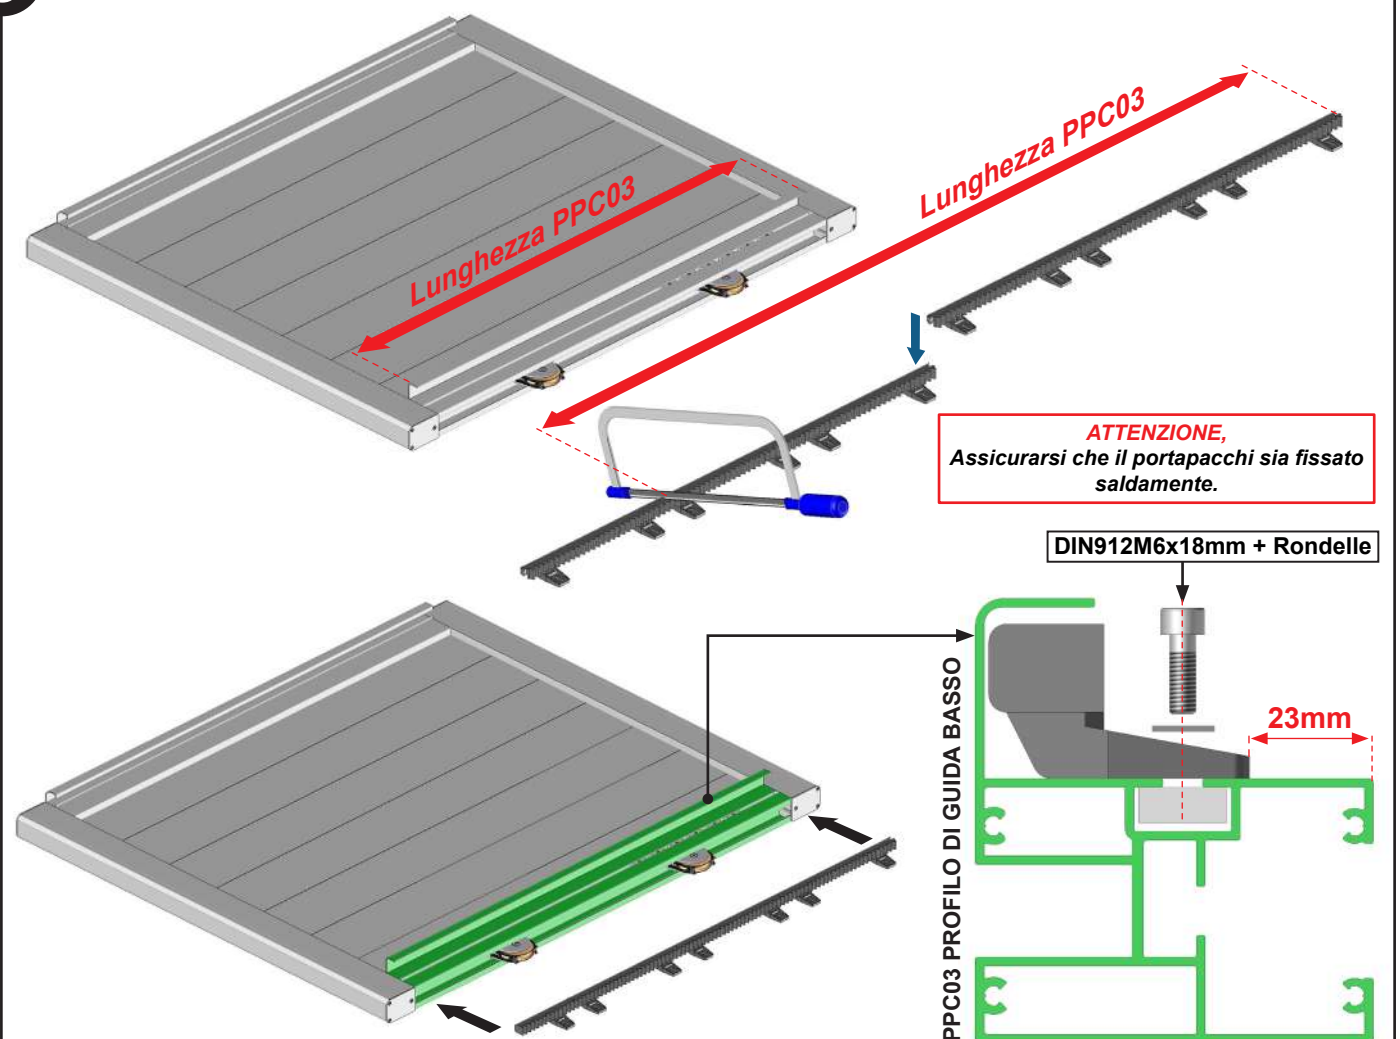 Lunghezza PPC03
Lunghezza PPC03
ATTENZIONE,
Assicurarsi che il portapacchi sia fissato
saldamente.
DIN912M6x18mm + Rondelle
23mm
PPC03 PROFILO DI GUIDA BASSO